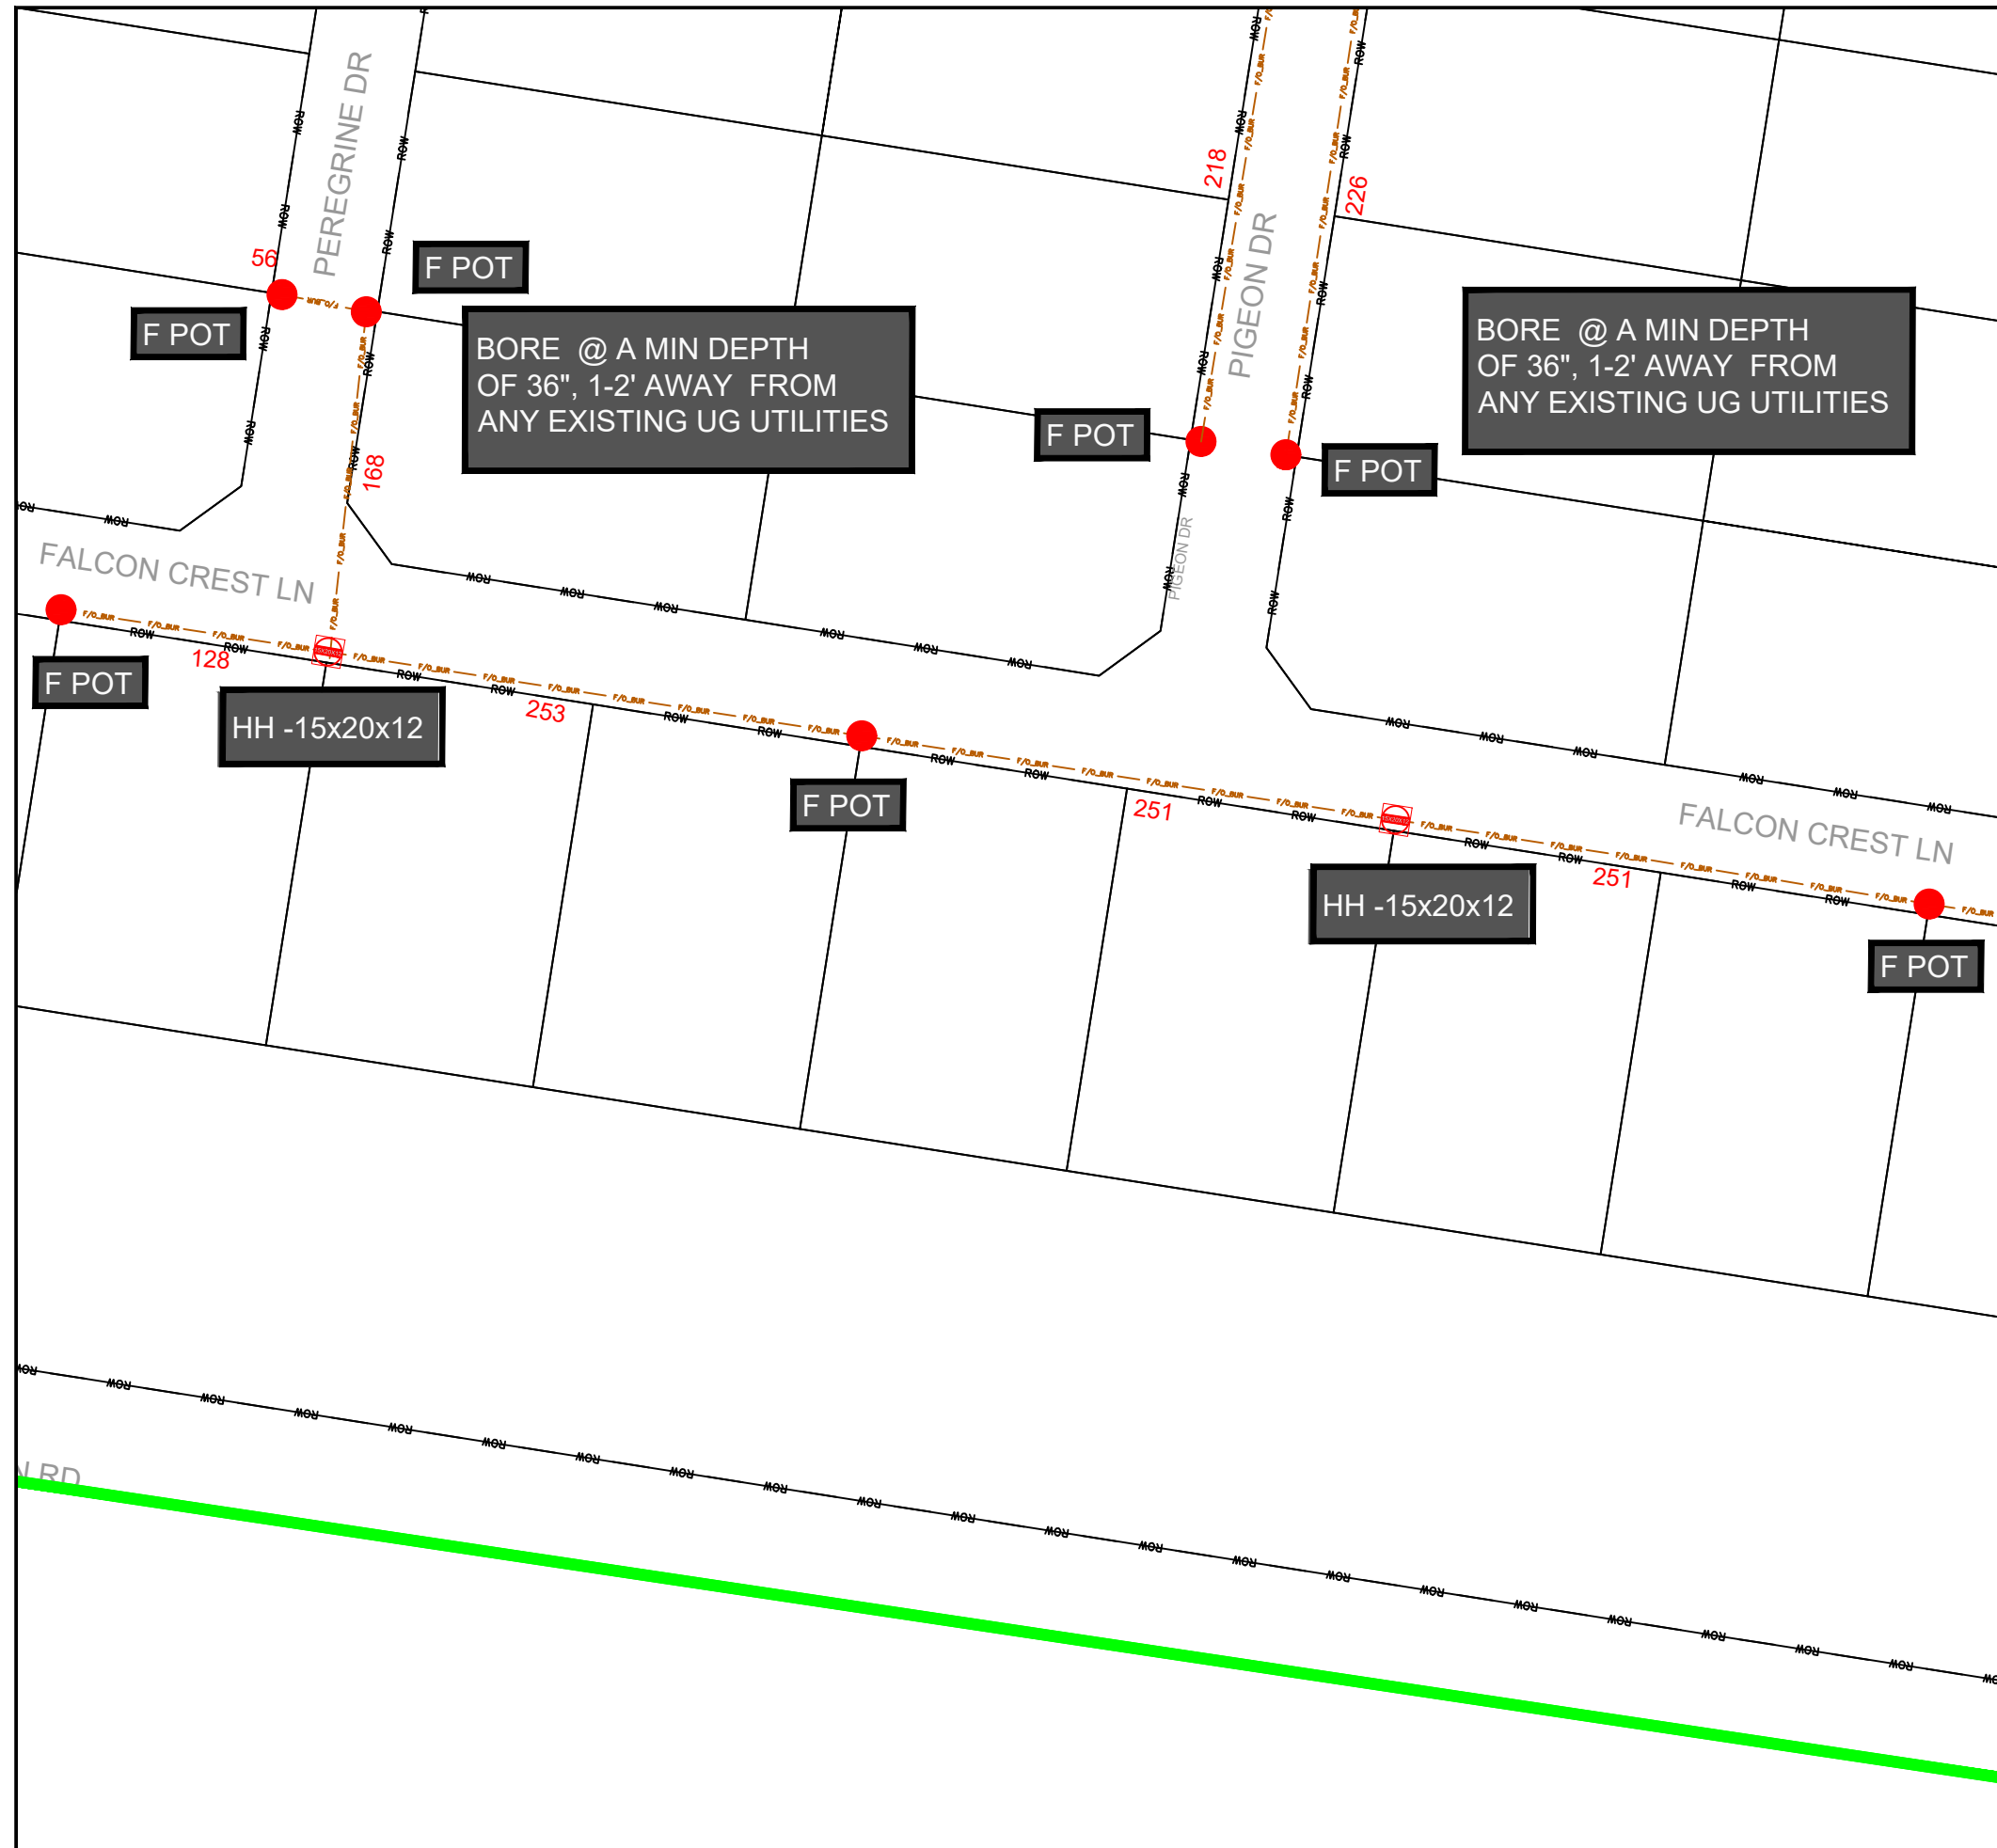 PEREGRINE DR
56
F POT
F POT
BORE @ A MIN DEPTH
OF 36", 1-2' AWAY FROM
ANY EXISTING UG UTILITIES
168
218
226
PIGEON DR
PIGEON DR
F POT
F POT
BORE @ A MIN DEPTH
OF 36", 1-2' AWAY FROM
ANY EXISTING UG UTILITIES
FALCON CREST LN
F POT
128
HH -15x20x12
253
F POT
251
HH -15x20x12
251
FALCON CREST LN
F POT
ROW
F/O_BUR
N RD